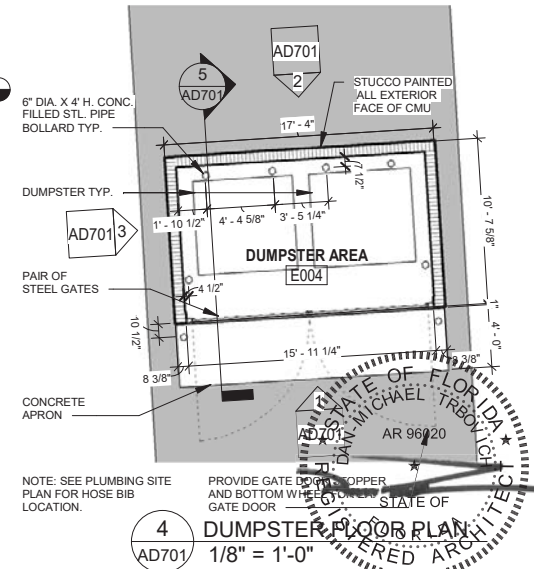 AD701
2
5
AD701
6" DIA. X 4' H. CONC.
FILLED STL. PIPE
BOLLARD TYP.
STUCCO PAINTED
ALL EXTERIOR
FACE OF CMU
17' - 4"
7 1/2"
DUMPSTER TYP.
1' - 10 1/2"
4' - 4 5/8"
3' - 5 1/4"
10' - 7 5/8"
AD701
3
DUMPSTER AREA
E004
PAIR OF
STEEL GATES
4 1/2"
1"
4' - 0"
10 1/2"
15' - 11 1/4"
8 3/8"
3/8"
CONCRETE
APRON
1
AD701
STATE OF FLORIDA
DAN-MICHAEL TRBOVICH
AR 96020
STATE OF
FLORIDA
REGISTERED ARCHITECT
NOTE: SEE PLUMBING SITE
PLAN FOR HOSE BIB
LOCATION.
PROVIDE GATE DOOR STOPPER
AND BOTTOM WHEEL
GATE DOOR
4
AD701
DUMPSTER FLOOR PLAN
1/8" = 1'-0"